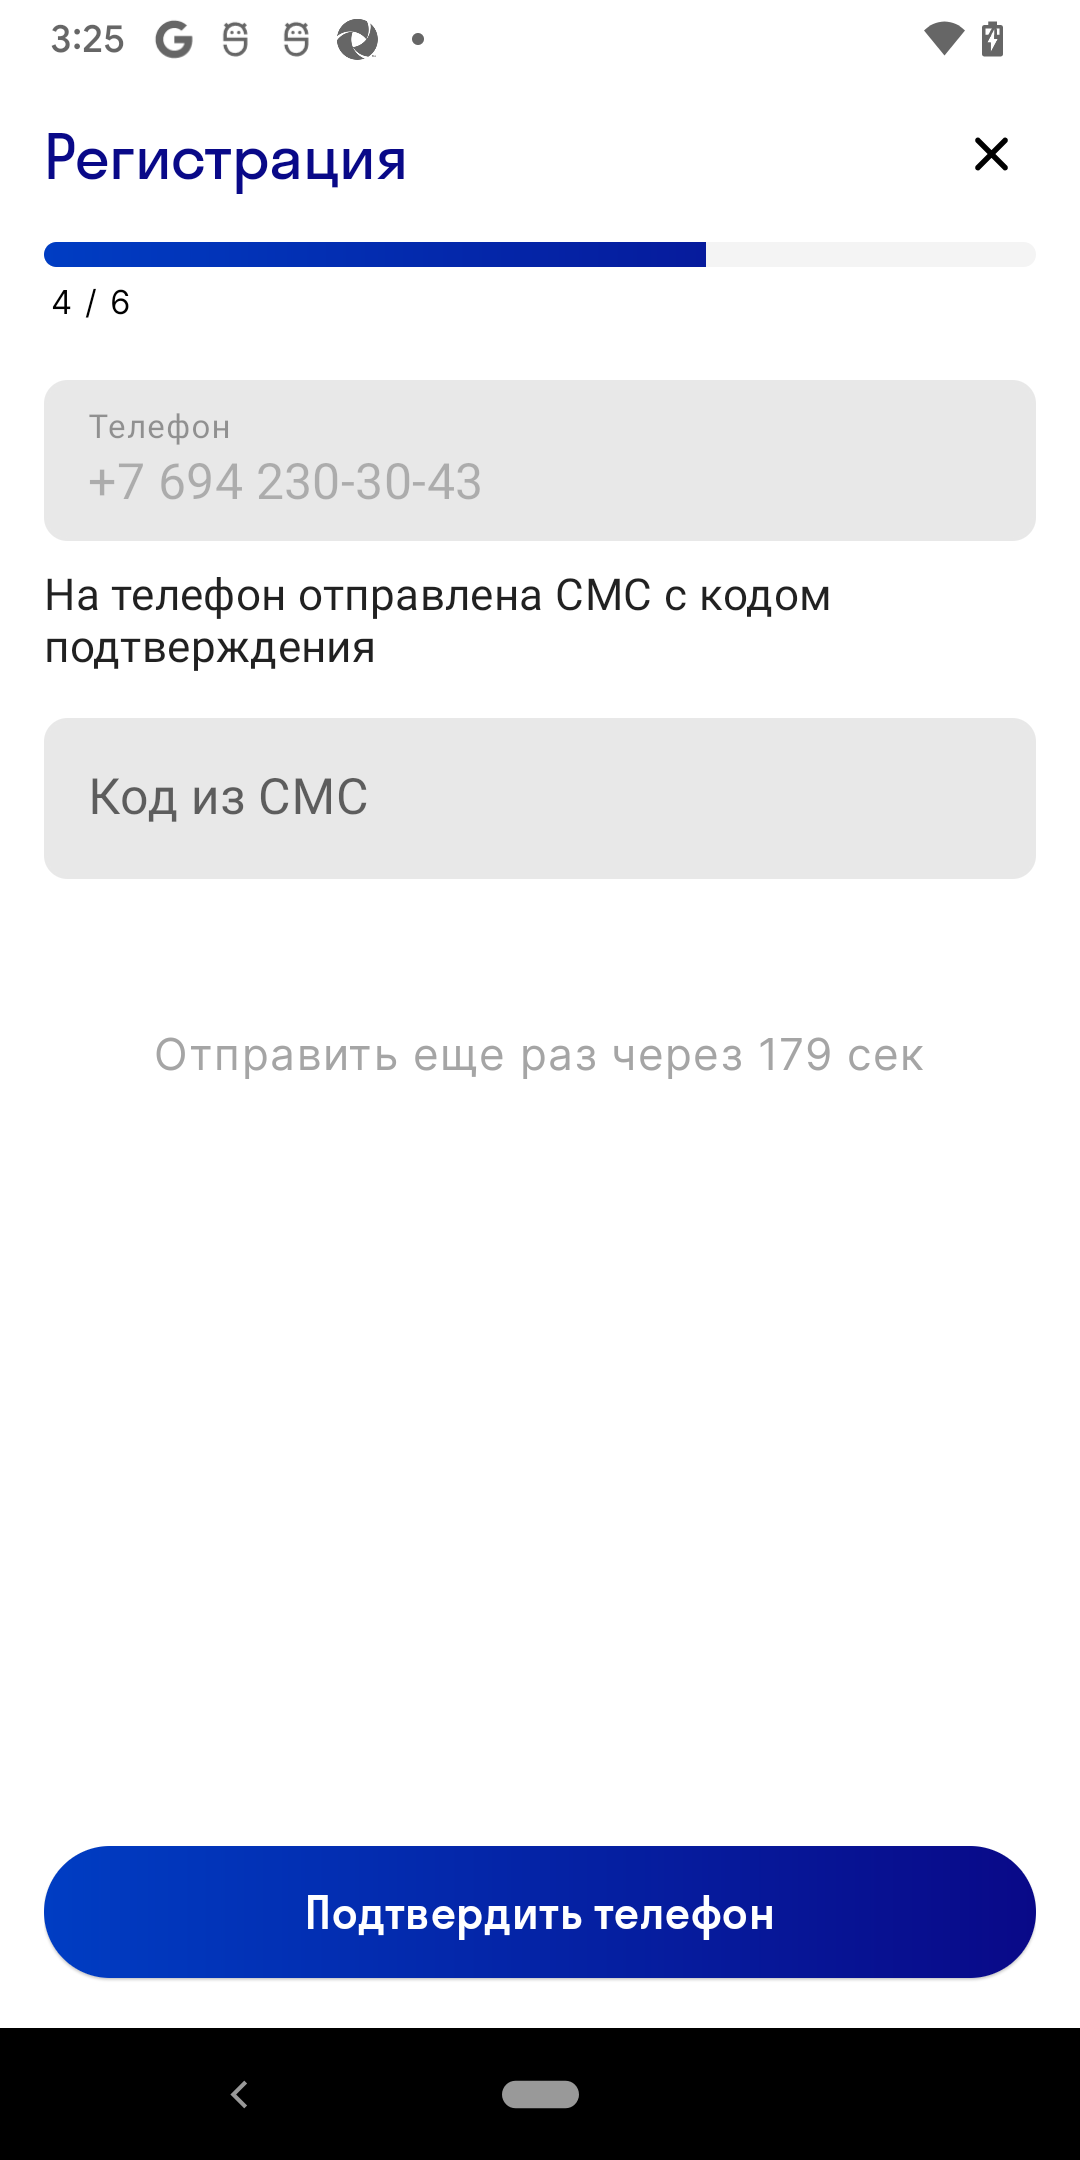 3:25
Регистрация
4 / 6
Телефон
+7 694 230-30-43
На телефон отправлена СМС с кодом
подтверждения
Код из СМС
Отправить еще раз через 179 сек
Подтвердить телефон